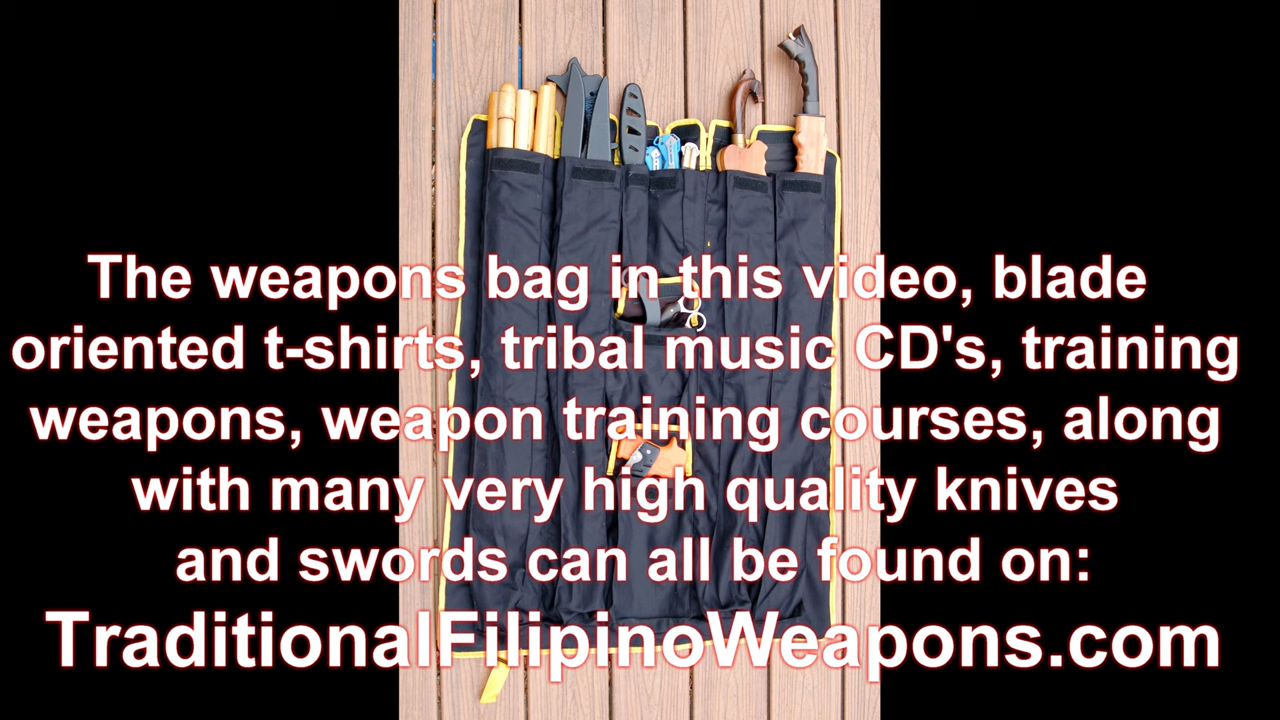 The weapons bag in this video, blade
oriented t-shirts, tribal music CD's, training
weapons, weapon training courses, along
with many very high quality knives
and swords can all be found on:
TraditionalFilipinoWeapons.com